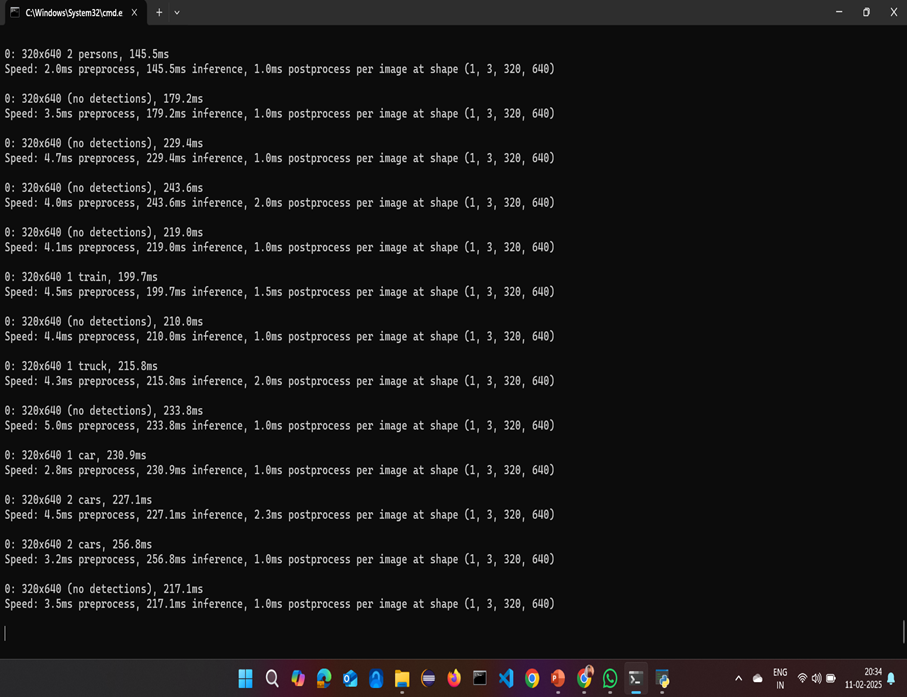 C:\Windows\System32\cmd.e
0: 320x640 2 persons, 145.5ms
Speed: 2.0ms preprocess, 145.5ms inference, 1.0ms postprocess per image at shape (1, 3, 320, 640)
0: 320x640 (no detections), 179.2ms
Speed: 3.5ms preprocess, 179.2ms inference, 1.0ms postprocess per image at shape (1, 3, 320, 640)
0: 320x640 (no detections), 229.4ms
Speed: 4.7ms preprocess, 229.4ms inference, 1.0ms postprocess per image at shape (1, 3, 320, 640)
0: 320x640 (no detections), 243.6ms
Speed: 4.0ms preprocess, 243.6ms inference, 2.0ms postprocess per image at shape (1, 3, 320, 640)
0: 320x640 (no detections), 219.0ms
Speed: 4.1ms preprocess, 219.0ms inference, 1.0ms postprocess per image at shape (1, 3, 320, 640)
0: 320x640 1 train, 199.7ms
Speed: 4.5ms preprocess, 199.7ms inference, 1.5ms postprocess per image at shape (1, 3, 320, 640)
0: 320x640 (no detections), 210.0ms
Speed: 4.4ms preprocess, 210.0ms inference, 1.0ms postprocess per image at shape (1, 3, 320, 640)
0: 320x640 1 truck, 215.8ms
Speed: 4.3ms preprocess, 215.8ms inference, 2.0ms postprocess per image at shape (1, 3, 320, 640)
0: 320x640 (no detections), 233.8ms
Speed: 5.0ms preprocess, 233.8ms inference, 1.0ms postprocess per image at shape (1, 3, 320, 640)
0: 320x640 1 car, 230.9ms
Speed: 2.8ms preprocess, 230.9ms inference, 1.0ms postprocess per image at shape (1, 3, 320, 640)
0: 320x640 2 cars, 227.1ms
Speed: 4.5ms preprocess, 227.1ms inference, 2.3ms postprocess per image at shape (1, 3, 320, 640)
0: 320x640 2 cars, 256.8ms
Speed: 3.2ms preprocess, 256.8ms inference, 1.0ms postprocess per image at shape (1, 3, 320, 640)
0: 320x640 (no detections), 217.1ms
Speed: 3.5ms preprocess, 217.1ms inference, 1.0ms postprocess per image at shape (1, 3, 320, 640)
ENG
IN
20:34
11-02-2025